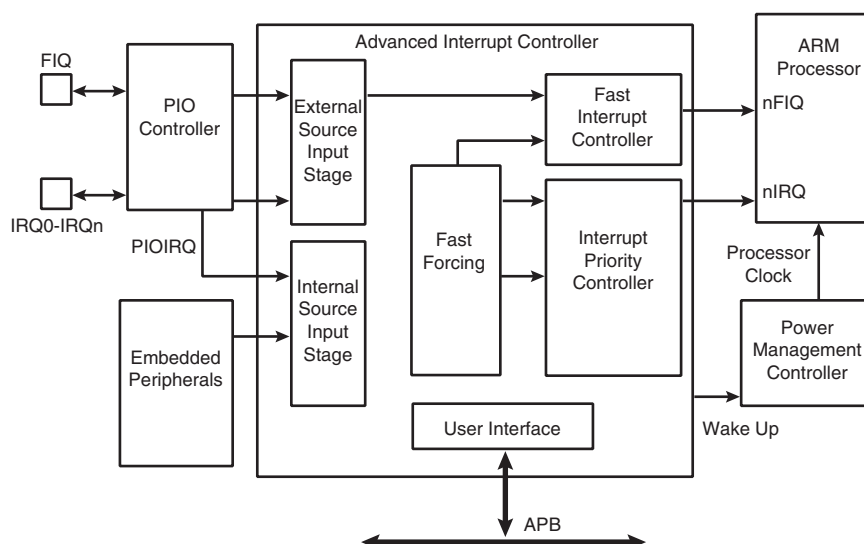 Advanced Interrupt Controller
FIQ
PIO
Controller
External
Source
Input
Stage
Fast
Interrupt
Controller
ARM
Processor
nFIQ
nIRQ
IRQ0-IRQn
PIOIRQ
Internal
Source
Input
Stage
Fast
Forcing
Interrupt
Priority
Controller
Processor
Clock
Embedded
Peripherals
Power
Management
Controller
User Interface
Wake Up
APB